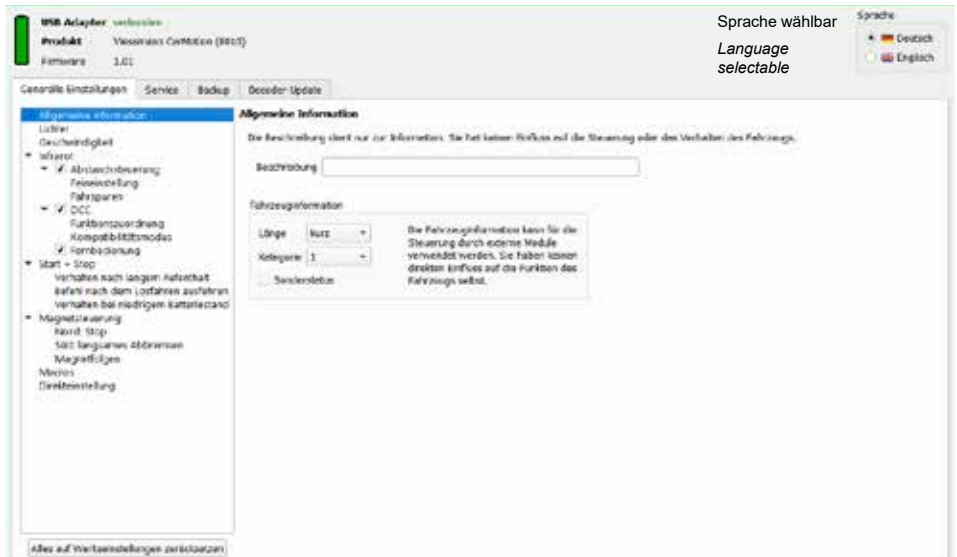 USB Adapter verbunden
Sprache wählbar
Sprache
Produkt Viessmann CarMotion
Language
selectable
Deutsch
Firmware 1.01
Englisch
Generelle Einstellungen Service Backup Decoder Update
Allgemeine Information
Lichter
Geschwindigkeit
Infrarot
Abstandssteuerung
Feineinstellung
Fahrspuren
DCC
Funktionszuordnung
Kompatibilitätsmodus
Fernbedienung
Start + Stop
Verhalten nach langem Aufenthalt
Befehl nach dem Losfahren ausführen
Verhalten bei niedrigem Batteriestand
Magnetsteuerung
Nord: Stop
Süd: langsames Abbremsen
Magnetfolgen
Macros
Direkteinstellung
Alles auf Werkseinstellungen zurücksetzen
Allgemeine Information
Die Beschreibung dient nur zur Information. Sie hat keinen Einfluss auf die Steuerung oder das Verhalten des Fahrzeugs.
Beschreibung
Fahrzeuginformation
Länge kurz
Kategorie 1
Sonderstatus
Die Fahrzeuginformation kann für die
Steuerung durch externe Module
verwendet werden. Sie haben keinen
direkten Einfluss auf die Funktion des
Fahrzeugs selbst.